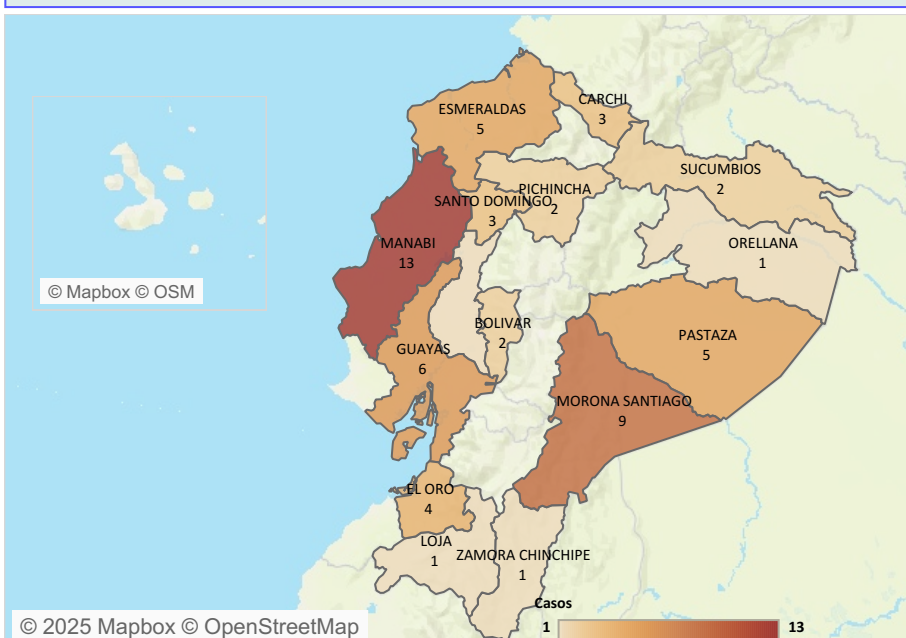 ESMERALDAS
5
CARCHI
3
SUCUMBIOS
2
PICHINCHA
2
SANTO DOMINGO
3
MANABI
13
ORELLANA
1
© Mapbox © OSM
BOLIVAR
2
PASTAZA
5
GUAYAS
6
MORONA SANTIAGO
9
EL ORO
4
LOJA
1
ZAMORA CHINCHIPE
1
Casos
1 13
© 2025 Mapbox © OpenStreetMap